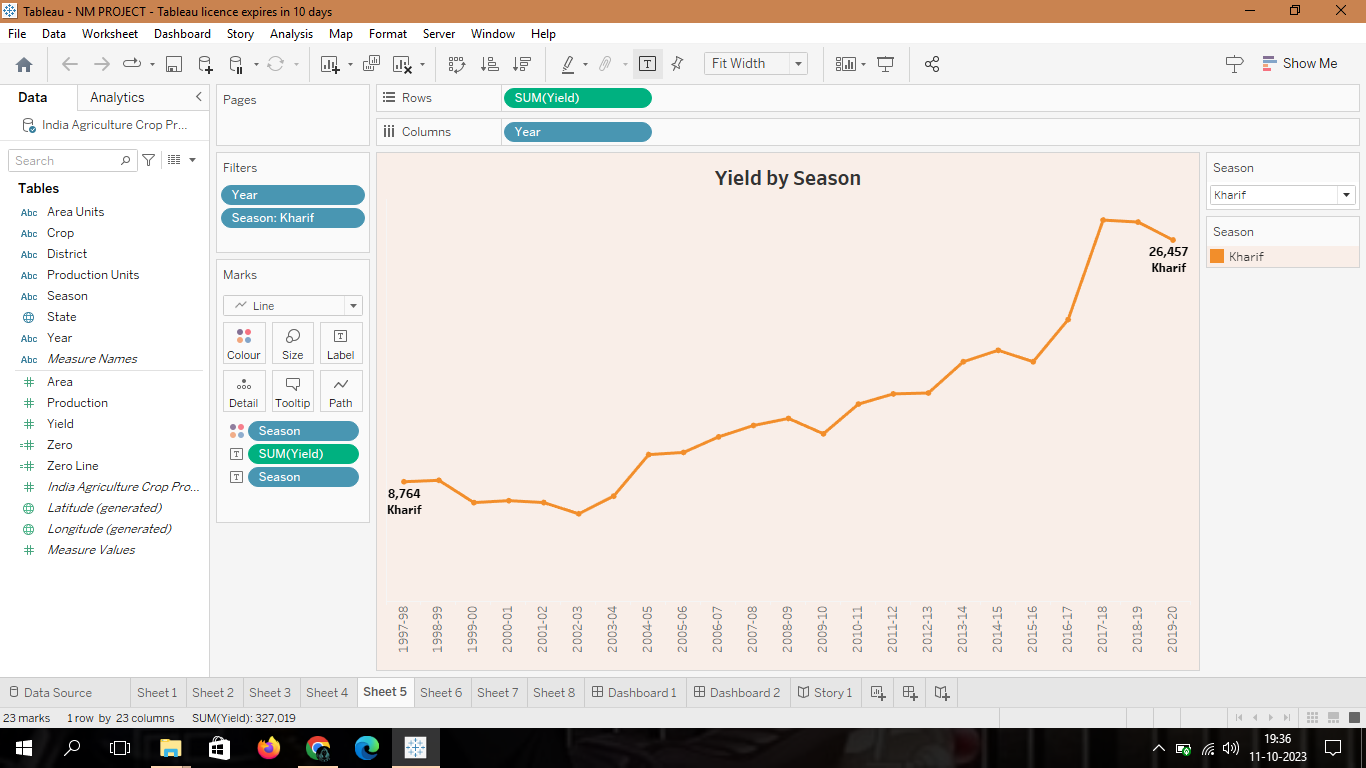 Tableau - NM PROJECT - Tableau licence expires in 10 days
File Data Worksheet Dashboard Story Analysis Map Format Server Window Help
Fit Width
Show Me
Data Analytics
India Agriculture Crop Pr...
Search
Tables
Abc Area Units
Abc Crop
Abc District
Abc Production Units
Abc Season
State
Abc Year
Abc Measure Names
Area
Production
Yield
Zero
Zero Line
India Agriculture Crop Pro...
Latitude (generated)
Longitude (generated)
Measure Values
Pages
Filters
Year
Season: Kharif
Marks
Line
Colour Size Label
Detail Tooltip Path
Season
SUM(Yield)
Season
Rows SUM(Yield)
Columns Year
Yield by Season
26,457
Kharif
8,764
Kharif
1997-98
1998-99
1999-00
2000-01
2001-02
2002-03
2003-04
2004-05
2005-06
2006-07
2007-08
2008-09
2009-10
2010-11
2011-12
2012-13
2013-14
2014-15
2015-16
2016-17
2017-18
2018-19
2019-20
Season
Kharif
Season
Kharif
Data Source Sheet 1 Sheet 2 Sheet 3 Sheet 4 Sheet 5 Sheet 6 Sheet 7 Sheet 8 Dashboard 1 Dashboard 2 Story 1
23 marks 1 row by 23 columns SUM(Yield): 327,019
19:36
11-10-2023